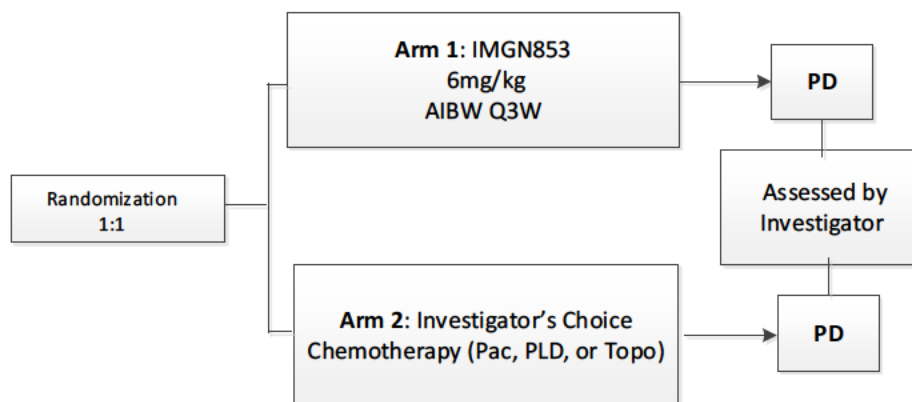 Randomization
1:1
Arm 1: IMGN853
6mg/kg
AIBW Q3W
PD
Assessed by
Investigator
Arm 2: Investigator’s Choice
Chemotherapy (Pac, PLD, or Topo)
PD